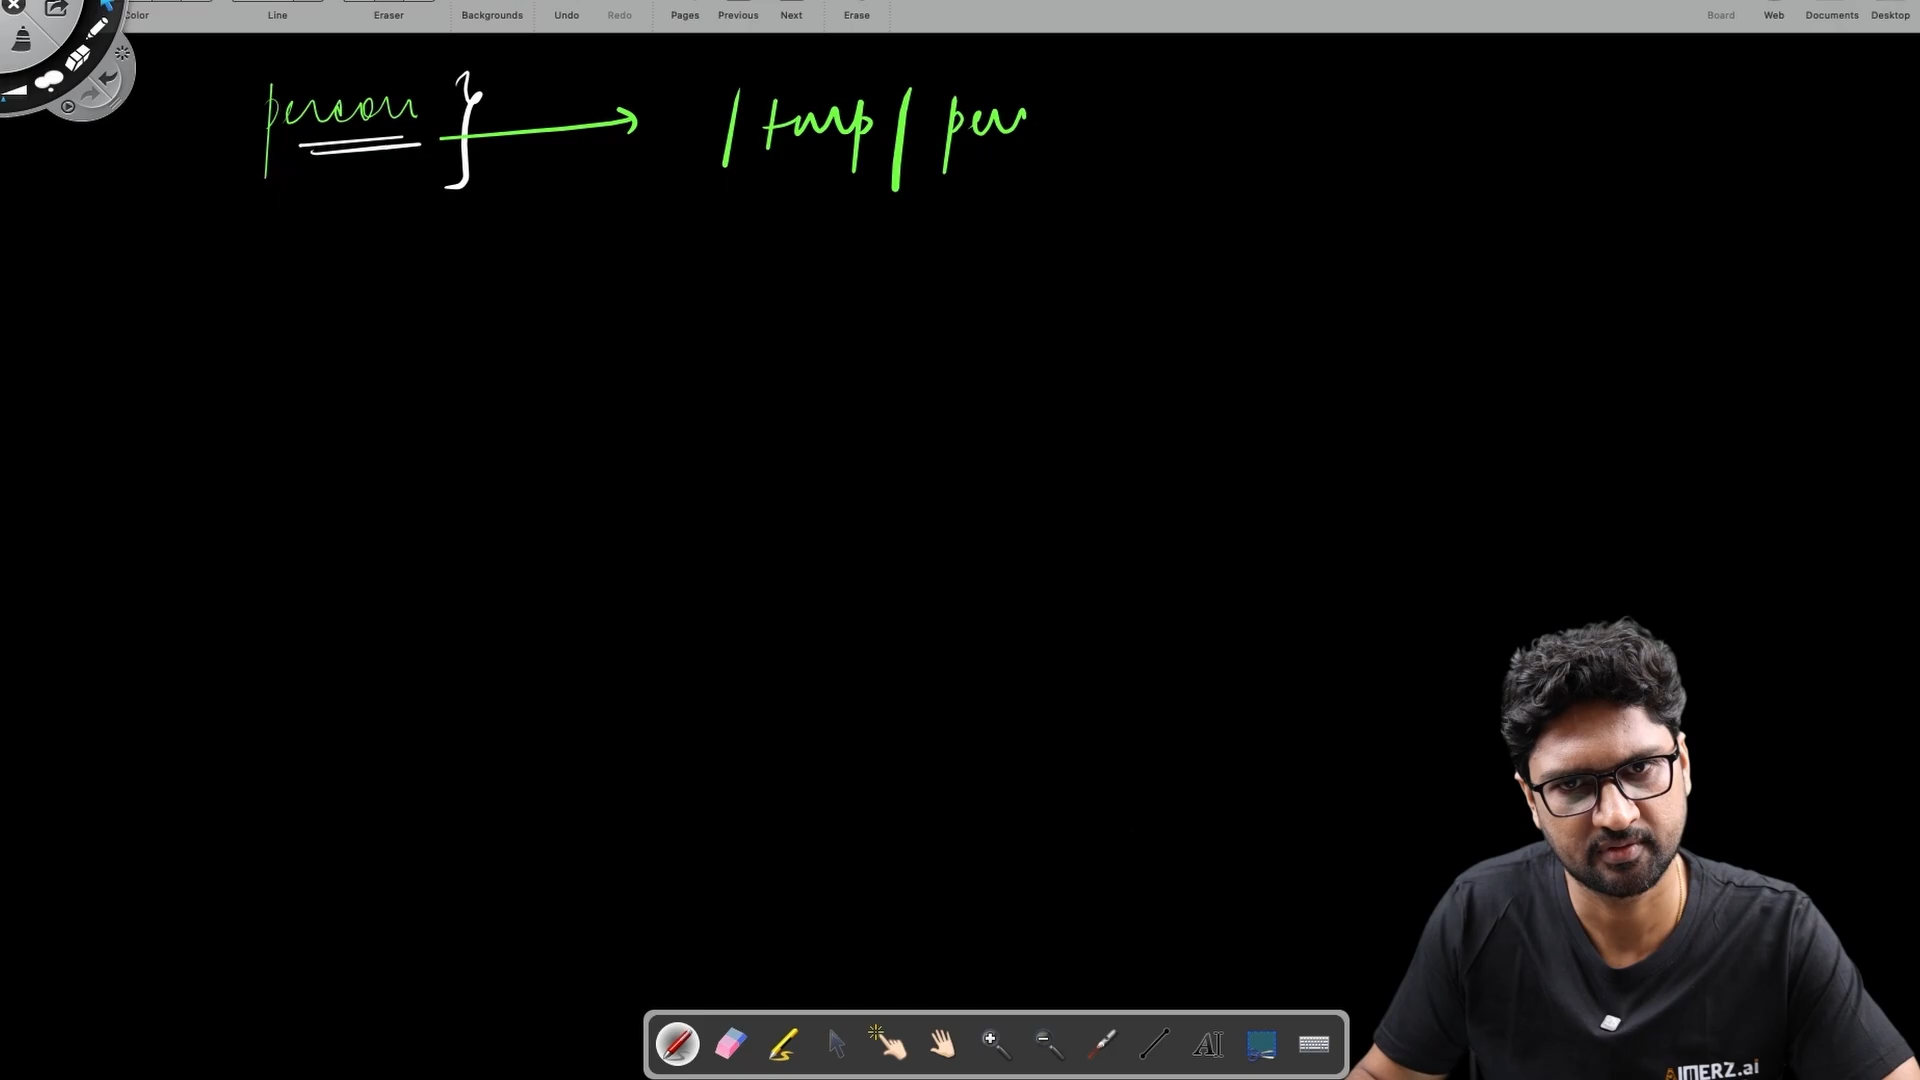 Color Line Eraser Backgrounds Undo Redo Pages Previous Next Erase Board Web Documents Desktop
person } → / tmp / per
AI
AIMERZ.ai